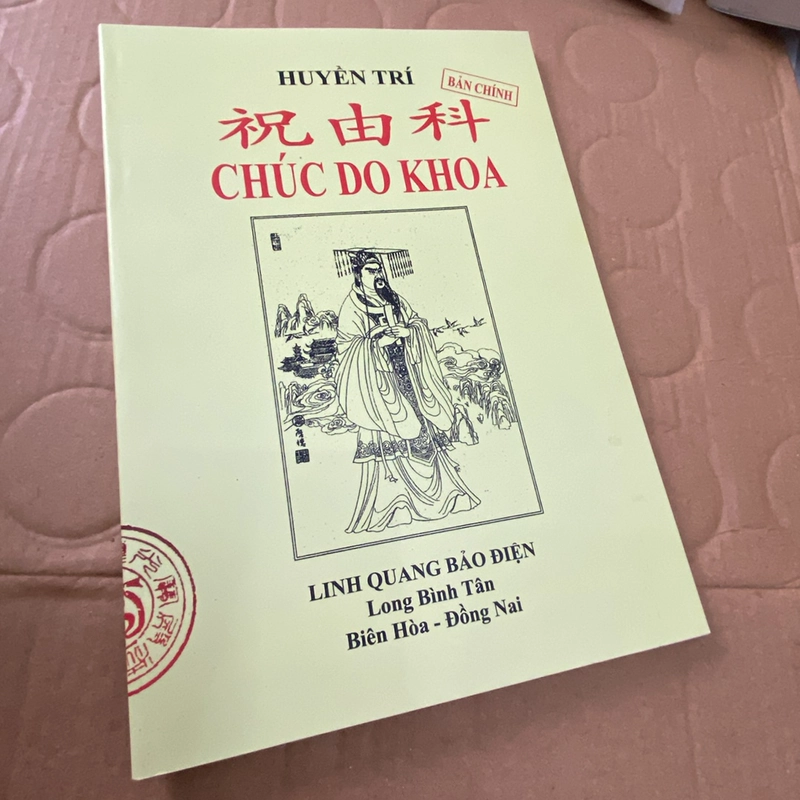 HUYỀN TRÍ
BẢN CHÍNH
祝由科
CHÚC DO KHOA
LINH QUANG BẢO ĐIỆN
Long Bình Tân
Biên Hòa - Đồng Nai